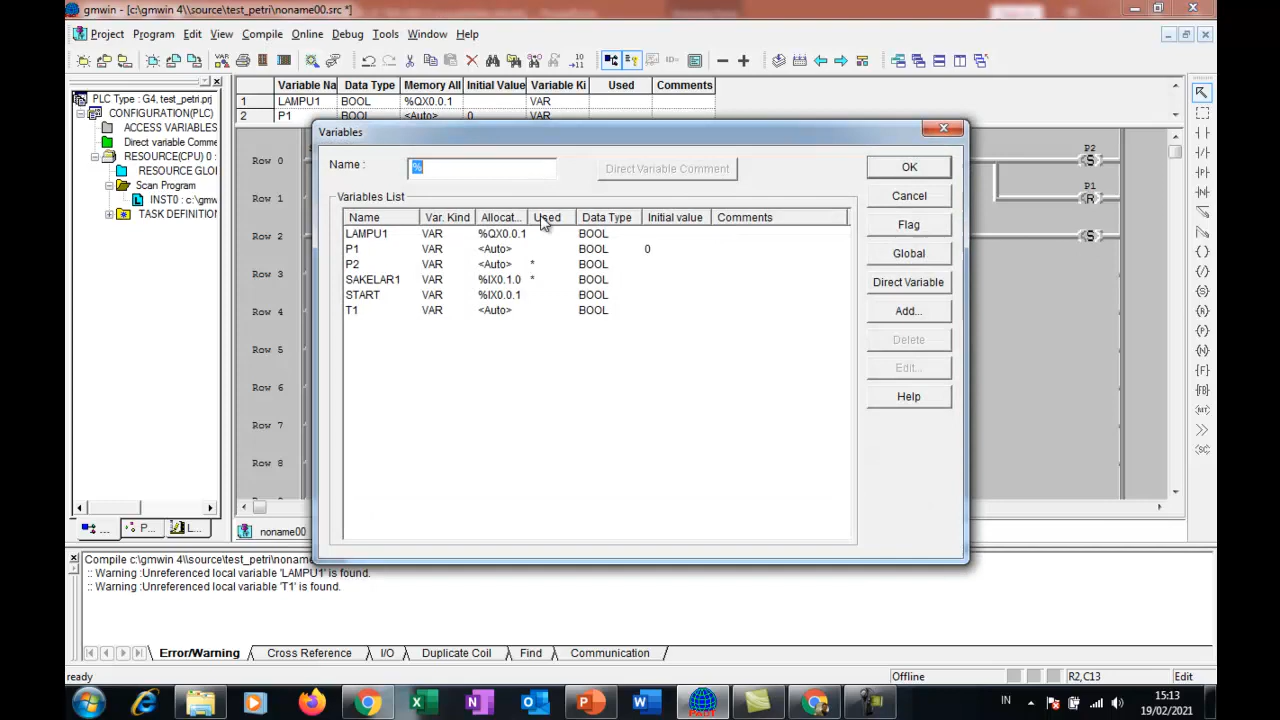 gmwin - [c:\gmwin 4\\source\test_petri\noname00.src *]
Project Program Edit View Compile Online Debug Tools Window Help
Variable Na Data Type Memory All Initial Value Variable Ki Used Comments
1 LAMPU1 BOOL %QX0.0.1 VAR
2 P1 BOOL <Auto> 0 VAR
PLC Type : G4, test_petri.prj
CONFIGURATION(PLC)
ACCESS VARIABLES
Direct variable Comme
RESOURCE(CPU) 0 :
RESOURCE GLOI
Scan Program
INST0 : c:\gmw
TASK DEFINITION
P...
L...
Row 0
Row 1
Row 2
Row 3
Row 4
Row 5
Row 6
Row 7
Row 8
P2
(S)
P1
(R)
(S)
noname00
Variables
Name :
%
Direct Variable Comment
Variables List
Name Var. Kind Allocat... Used Data Type Initial value Comments
LAMPU1 VAR %QX0.0.1 BOOL
P1 VAR <Auto> BOOL 0
P2 VAR <Auto> * BOOL
SAKELAR1 VAR %IX0.1.0 * BOOL
START VAR %IX0.0.1 BOOL
T1 VAR <Auto> BOOL
OK
Cancel
Flag
Global
Direct Variable
Add...
Delete
Edit...
Help
Compile c:\gmwin 4\\source\test_petri\noname
:: Warning :Unreferenced local variable 'LAMPU1' is found.
:: Warning :Unreferenced local variable 'T1' is found.
Error/Warning Cross Reference I/O Duplicate Coil Find Communication
ready Offline R2,C13 Edit
IN
15:13
19/02/2021